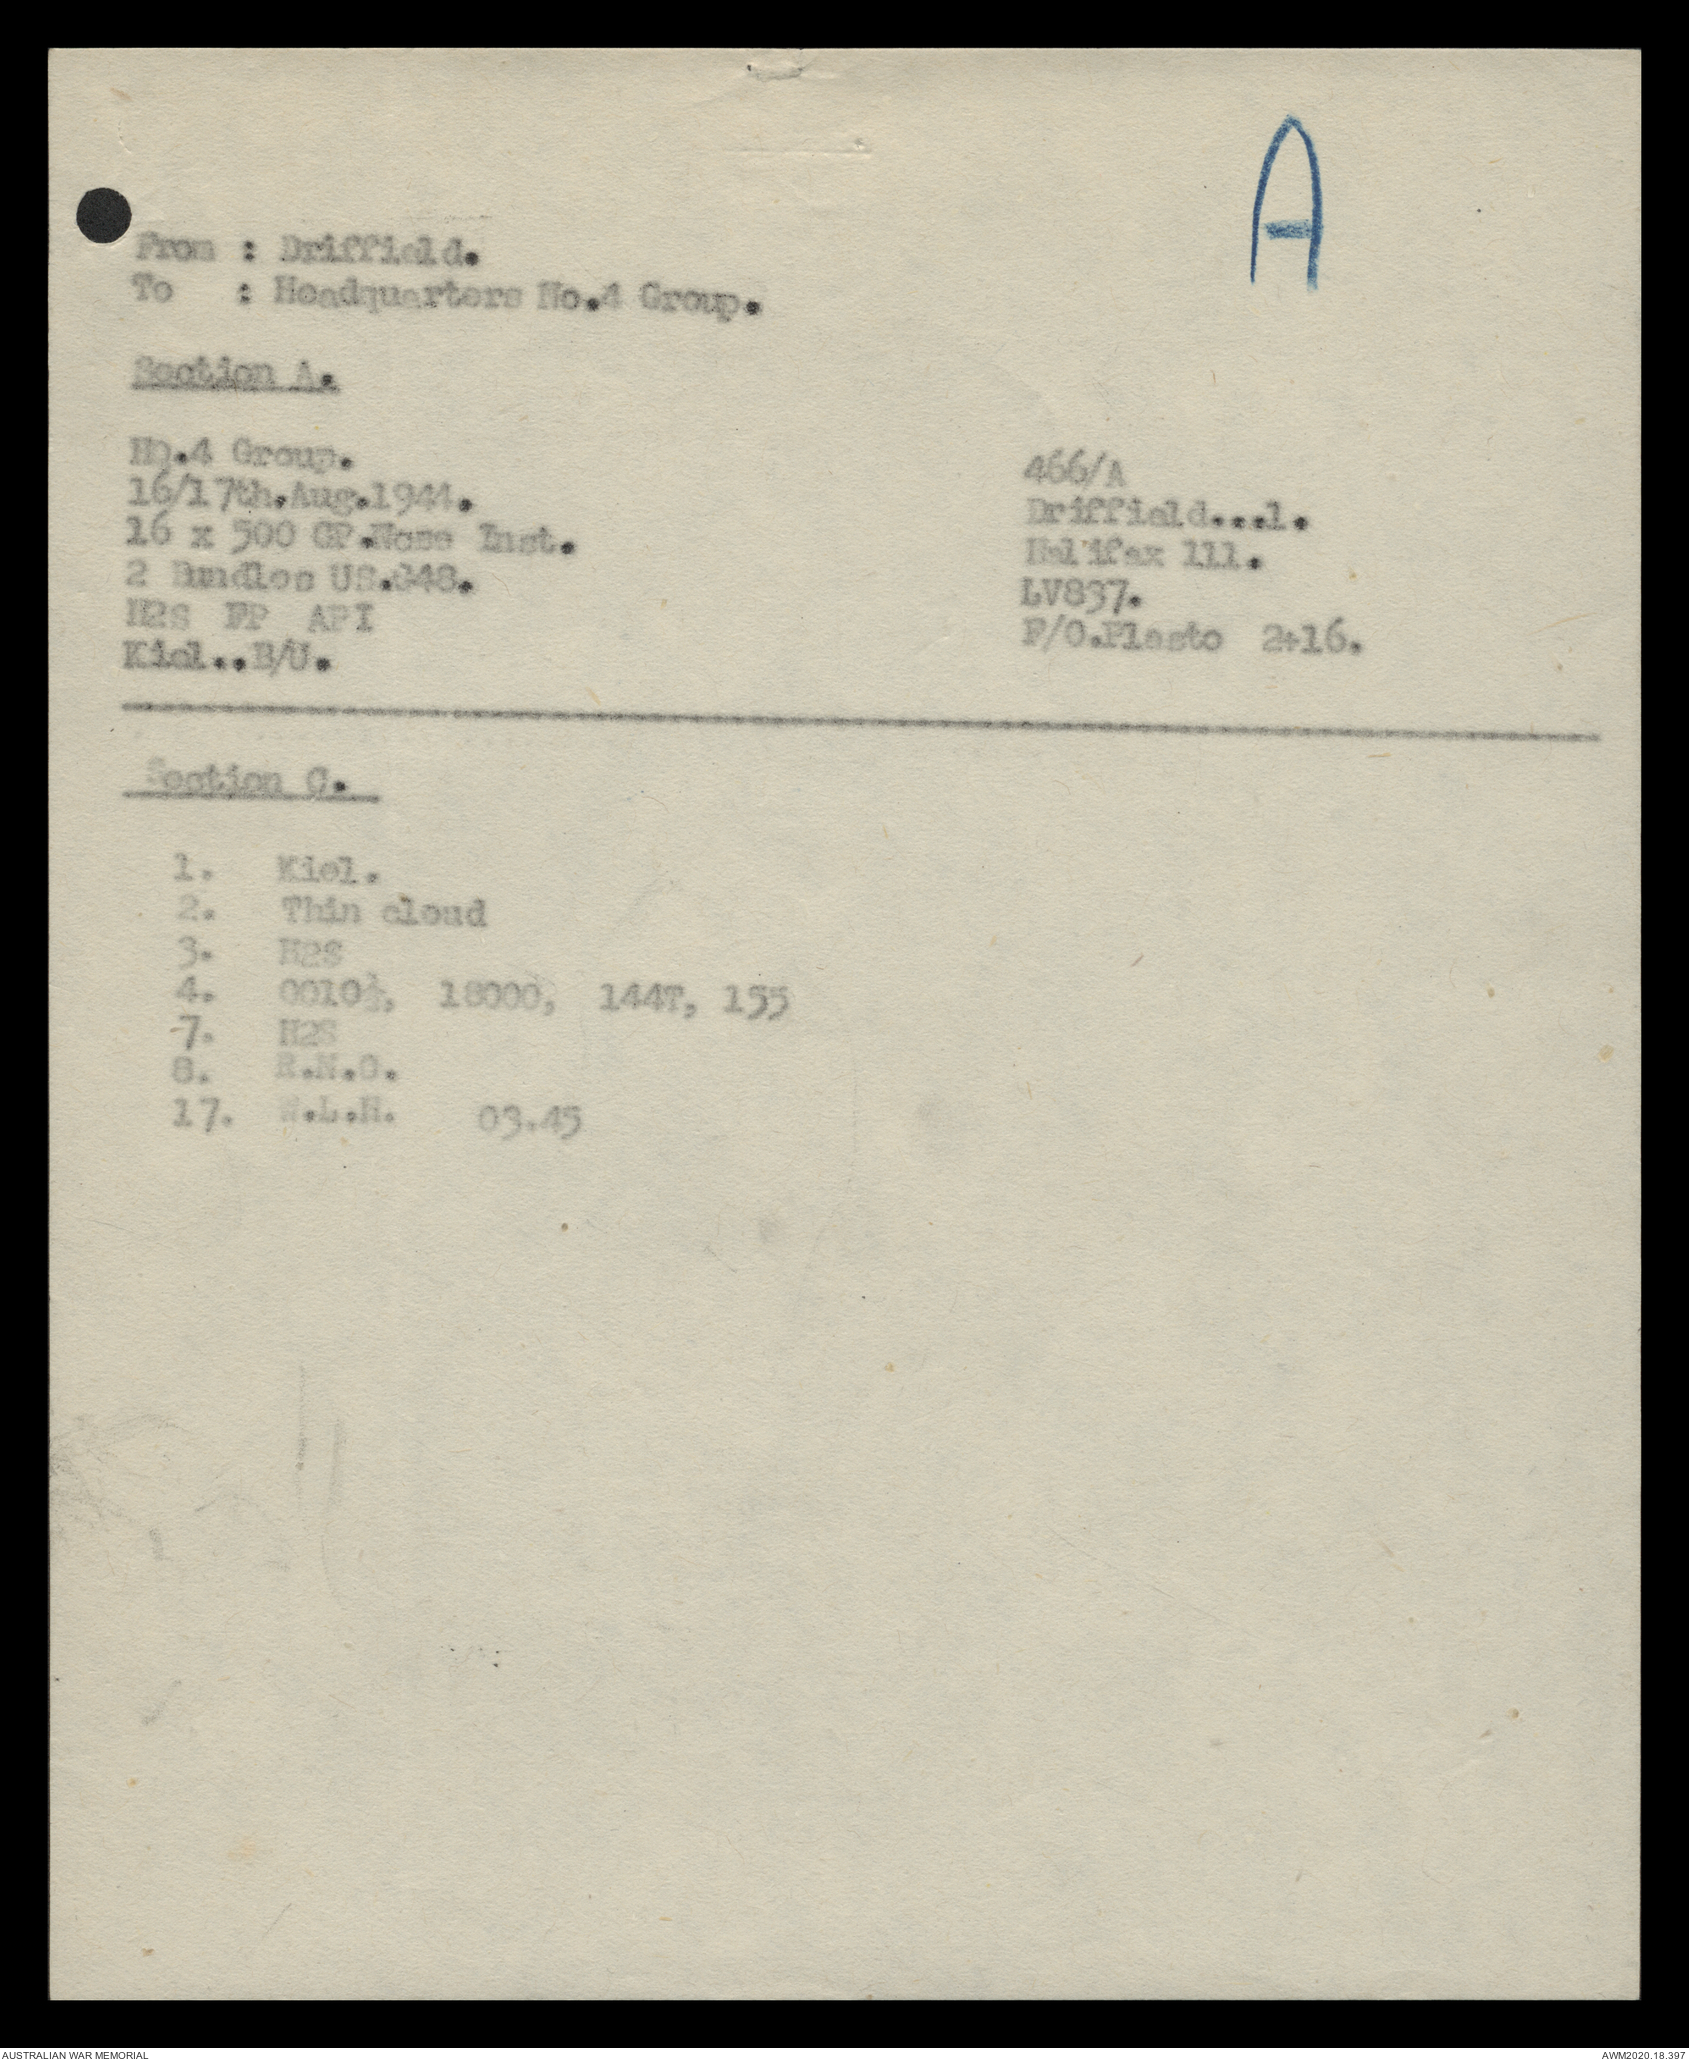 A
From : Driffield.
To : Headquarters No.4 Group.
Section A.
No.4 Group.
16/17th.Aug.1944.
16 x 500 GP.Nose Inst.
2 Bundles US.G48.
H2S FP API
Kiel..B/U.
466/A
Driffield...1.
Halifax 111.
LV837.
F/O.Plasto 2+16.
Section C.
1. Kiel.
2. Thin cloud
3. H2S
4. 0010½, 18000, 144T, 155
7. H2S
8. R.N.O.
17. .L.H. 03.45
AUSTRALIAN WAR MEMORIAL
AWM2020.18.397